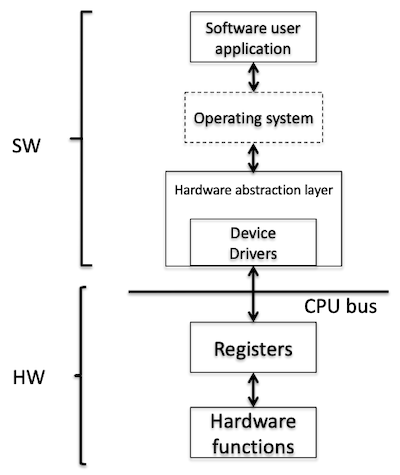 Software user
application
Operating system
SW
Hardware abstraction layer
Device
Drivers
CPU bus
Registers
HW
Hardware
functions